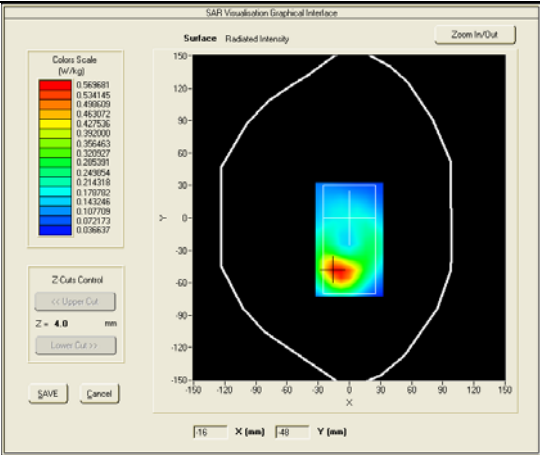 SAR Visualisation Graphical Interface
Surface Radiated Intensity
Zoom In/Out
Colors Scale
(W/kg)
0.569681
0.534145
0.498609
0.463072
0.427536
0.392000
0.356463
0.320927
0.285391
0.249854
0.214318
0.178782
0.143246
0.107709
0.072173
0.036637
Z-Cuts Control
<< Upper Cut
Z = 4.0 mm
Lower Cut >>
SAVE
Cancel
150
120
90
60
30
0
-30
-60
-90
-120
-150
Y
-150 -120 -90 -60 -30 0 30 60 90 120 150
X
-16 X (mm) -48 Y (mm)